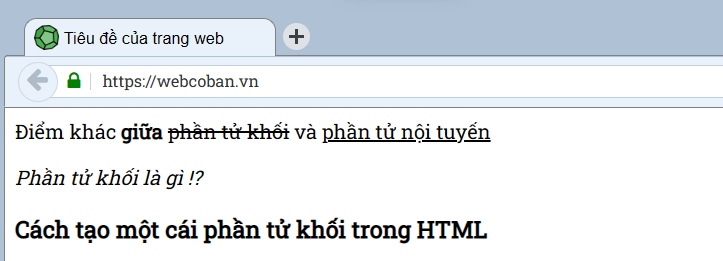 Tiêu đề của trang web
https://webcoban.vn
Điểm khác giữa phần tử khối và phần tử nội tuyến
Phần tử khối là gì !?
Cách tạo một cái phần tử khối trong HTML